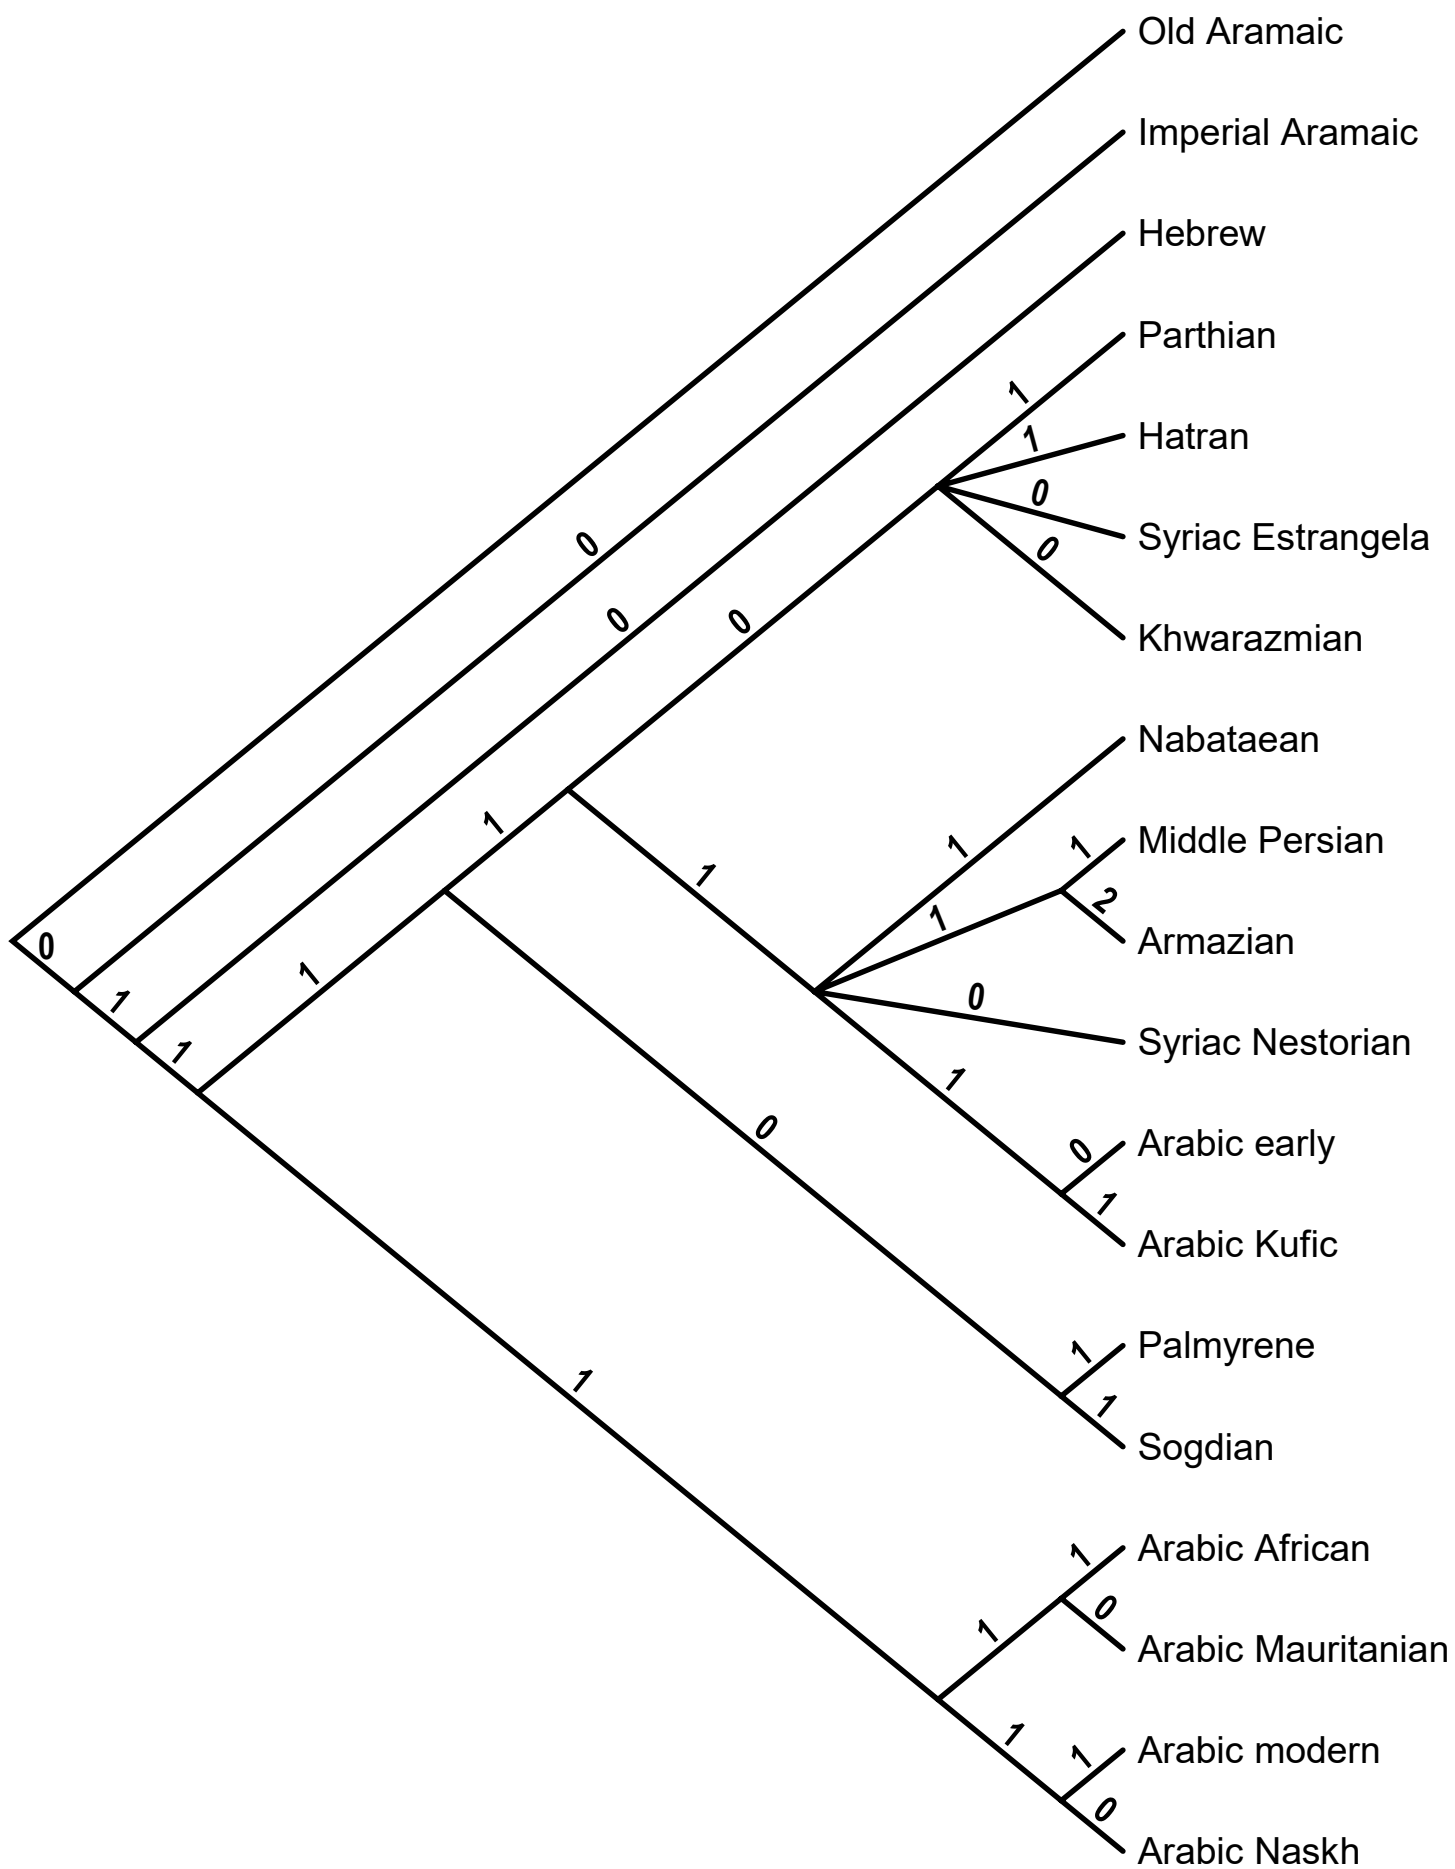 Old Aramaic
Imperial Aramaic
Hebrew
Parthian
1
Hatran
1
0
Syriac Estrangela
0
0
0
0
Khwarazmian
Nabataean
1
1
1
Middle Persian
1
2
1
Armazian
0
1
0
Syriac Nestorian
1
1
1
0
Arabic early
0
1
Arabic Kufic
1
Palmyrene
1
1
Sogdian
1
Arabic African
0
1
Arabic Mauritanian
1
1
Arabic modern
0
Arabic Naskh